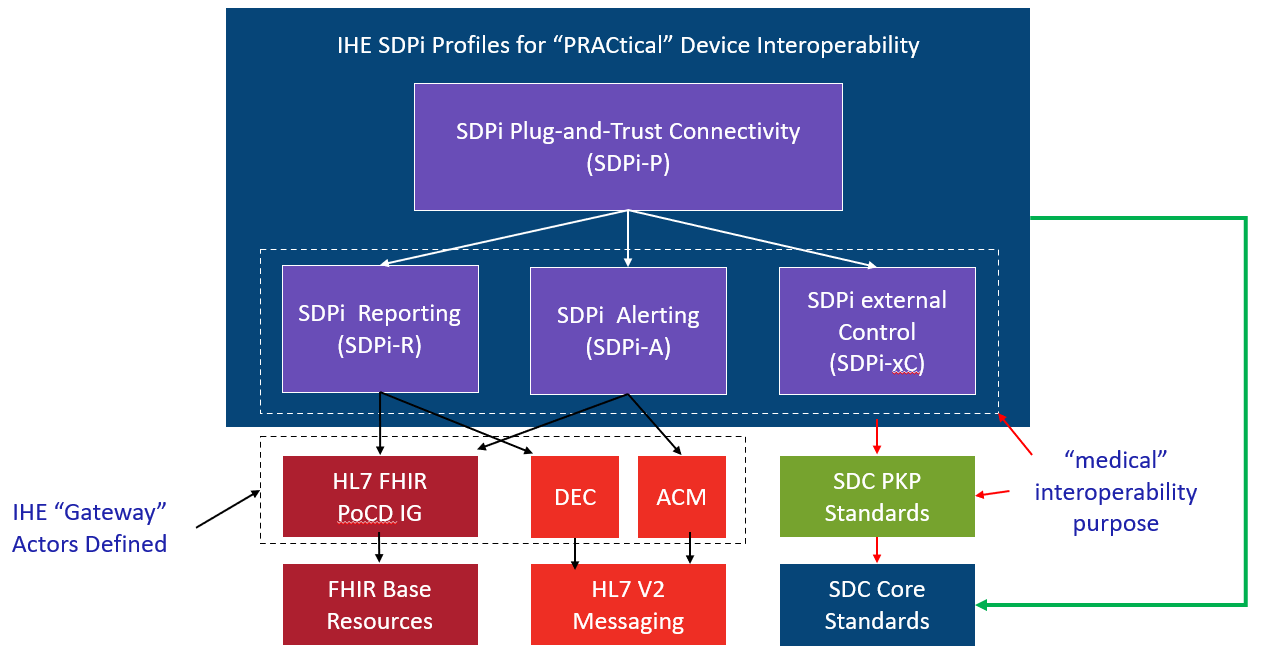 IHE SDPi Profiles for “PRACtical” Device Interoperability
SDPi Plug-and-Trust Connectivity
(SDPi-P)
SDPi  Reporting
(SDPi-R)
SDPi  Alerting
(SDPi-A)
SDPi external
Control
(SDPi-xC)
HL7 FHIR
PoCD IG
DEC
ACM
SDC PKP
Standards
“medical”
interoperability
purpose
IHE “Gateway”
Actors Defined
FHIR Base
Resources
HL7 V2
Messaging
SDC Core
Standards